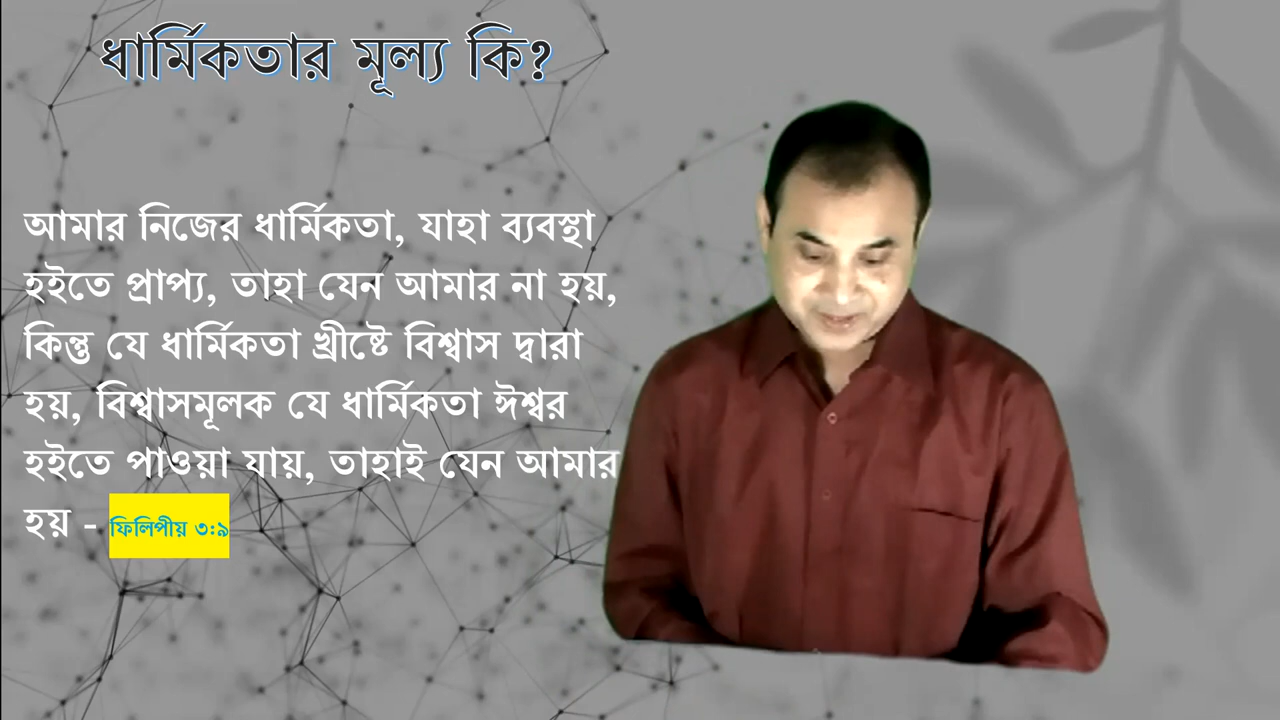 ধার্মিকতার মূল্য কি?
আমার নিজের ধার্মিকতা, যাহা ব্যবস্থা
হইতে প্রাপ্য, তাহা যেন আমার না হয়,
কিন্তু যে ধার্মিকতা খ্রীষ্টে বিশ্বাস দ্বারা
হয়, বিশ্বাসমূলক যে ধার্মিকতা ঈশ্বর
হইতে পাওয়া যায়, তাহাই যেন আমার
হয় - ফিলিপীয় ৩:৯